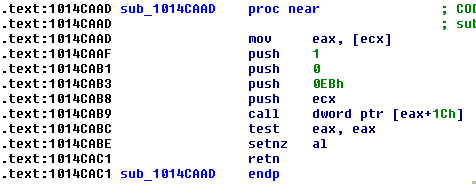 .text:1014CAAD sub_1014CAAD proc near ; COD
.text:1014CAAD ; sub
.text:1014CAAD mov eax, [ecx]
.text:1014CAAF push 1
.text:1014CAB1 push 0
.text:1014CAB3 push 0EBh
.text:1014CAB8 push ecx
.text:1014CAB9 call dword ptr [eax+1Ch]
.text:1014CABC test eax, eax
.text:1014CABE setnz al
.text:1014CAC1 retn
.text:1014CAC1 sub_1014CAAD endp